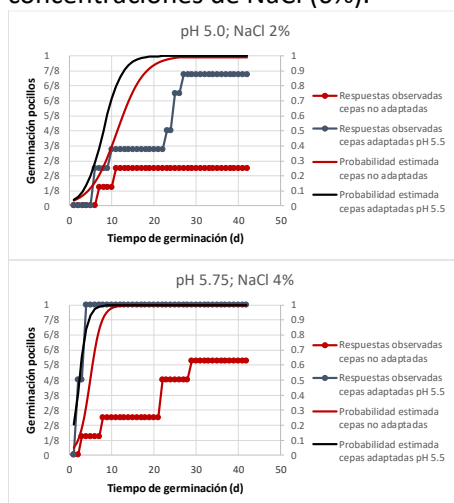 concentraciones de NaCl (6%).
pH 5.0; NaCl 2%
Germinación pocillos
1
7/8
6/8
5/8
4/8
3/8
2/8
1/8
0/8
1
0.9
0.8
0.7
0.6
0.5
0.4
0.3
0.2
0.1
0
0 10 20 30 40 50
Tiempo de germinación (d)
Respuestas observadas
cepas no adaptadas
Respuestas observadas
cepas adaptadas pH 5.5
Probabilidad estimada
cepas no adaptadas
Probabilidad estimada
cepas adaptadas pH 5.5
pH 5.75; NaCl 4%
Germinación pocillos
1
7/8
6/8
5/8
4/8
3/8
2/8
1/8
0/8
1
0.9
0.8
0.7
0.6
0.5
0.4
0.3
0.2
0.1
0
0 10 20 30 40 50
Tiempo de germinación (d)
Respuestas observadas
cepas no adaptadas
Respuestas observadas
cepas adaptadas pH 5.5
Probabilidad estimada
cepas no adaptadas
Probabilidad estimada
cepas adaptadas pH 5.5